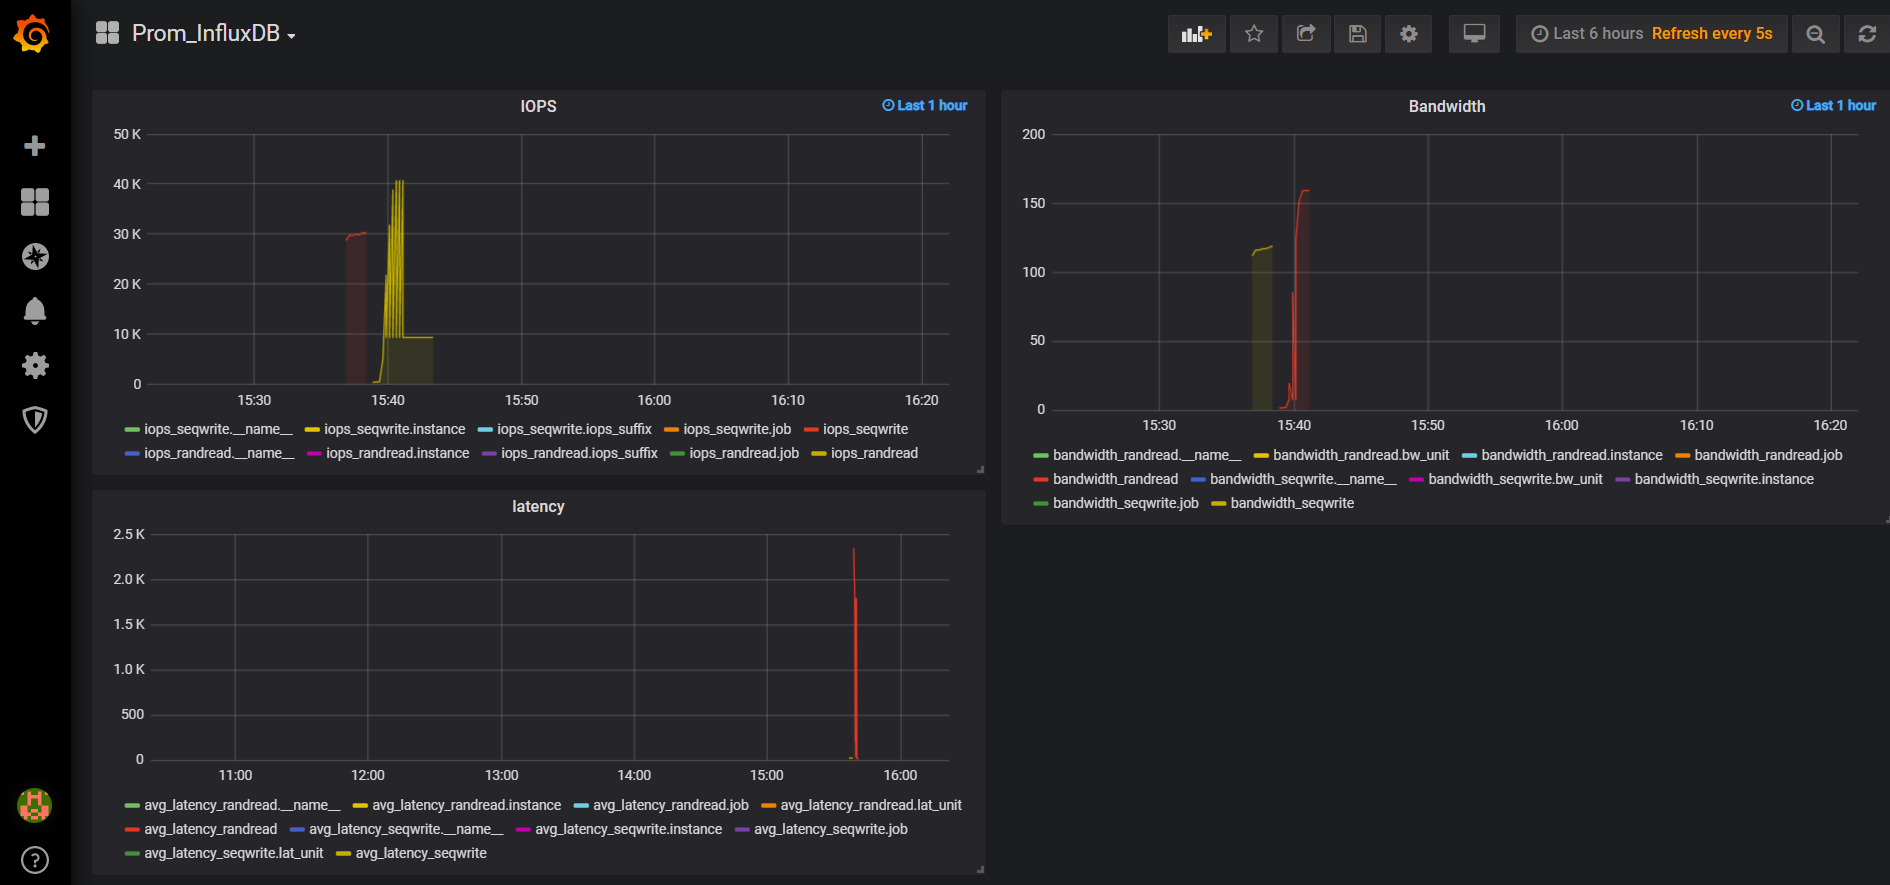 Prom_InfluxDB
Last 6 hours Refresh every 5s
IOPS
Last 1 hour
50 K
40 K
30 K
20 K
10 K
0
15:30 15:40 15:50 16:00 16:10 16:20
iops_seqwrite.__name__ iops_seqwrite.instance iops_seqwrite.iops_suffix iops_seqwrite.job iops_seqwrite
iops_randread.__name__ iops_randread.instance iops_randread.iops_suffix iops_randread.job iops_randread
Bandwidth
Last 1 hour
200
150
100
50
0
15:30 15:40 15:50 16:00 16:10 16:20
bandwidth_randread.__name__ bandwidth_randread.bw_unit bandwidth_randread.instance bandwidth_randread.job
bandwidth_randread bandwidth_seqwrite.__name__ bandwidth_seqwrite.bw_unit bandwidth_seqwrite.instance
bandwidth_seqwrite.job bandwidth_seqwrite
latency
2.5 K
2.0 K
1.5 K
1.0 K
500
0
11:00 12:00 13:00 14:00 15:00 16:00
avg_latency_randread.__name__ avg_latency_randread.instance avg_latency_randread.job avg_latency_randread.lat_unit
avg_latency_randread avg_latency_seqwrite.__name__ avg_latency_seqwrite.instance avg_latency_seqwrite.job
avg_latency_seqwrite.lat_unit avg_latency_seqwrite